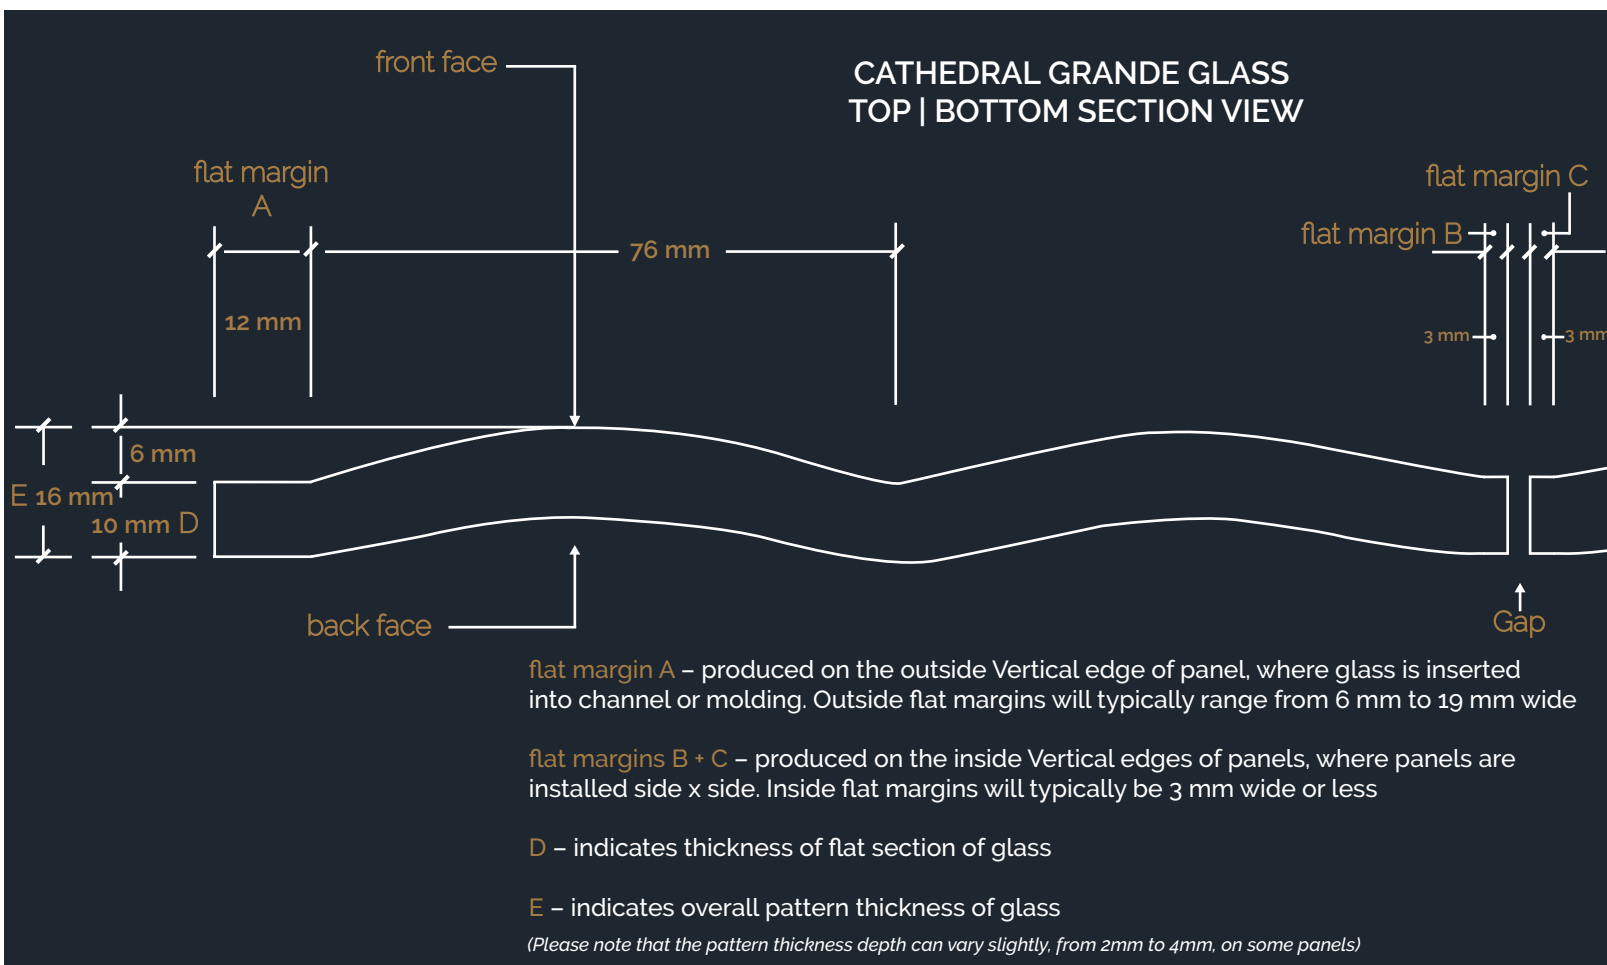 front face
CATHEDRAL GRANDE GLASS
TOP | BOTTOM SECTION VIEW
flat margin
A
flat margin C
flat margin B
76 mm
12 mm
3 mm
3 mm
6 mm
E 16 mm
10 mm D
back face
Gap
flat margin A – produced on the outside Vertical edge of panel, where glass is inserted
into channel or molding. Outside flat margins will typically range from 6 mm to 19 mm wide
flat margins B + C – produced on the inside Vertical edges of panels, where panels are
installed side x side. Inside flat margins will typically be 3 mm wide or less
D – indicates thickness of flat section of glass
E – indicates overall pattern thickness of glass
(Please note that the pattern thickness depth can vary slightly, from 2mm to 4mm, on some panels)